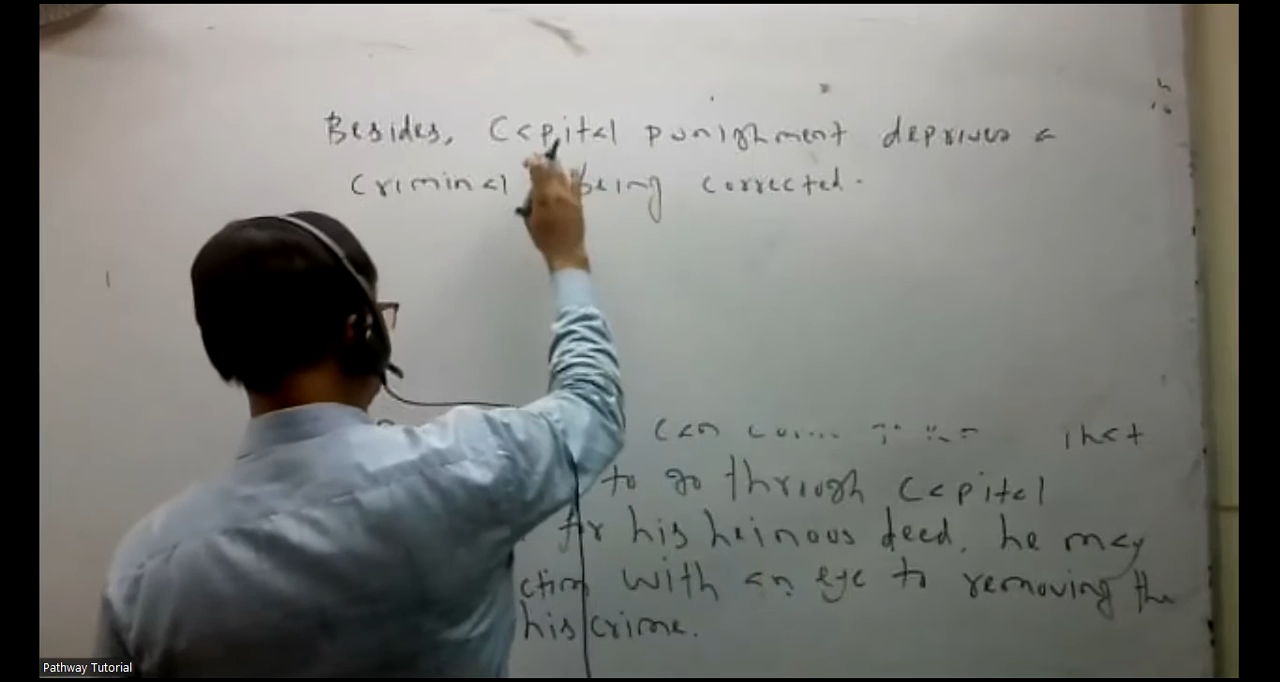 Besides, Capital punishment deprives a
criminal being corrected.
can that
to go through capital
for his heinous deed, he may
ction with an eye to removing the
his crime.
Pathway Tutorial